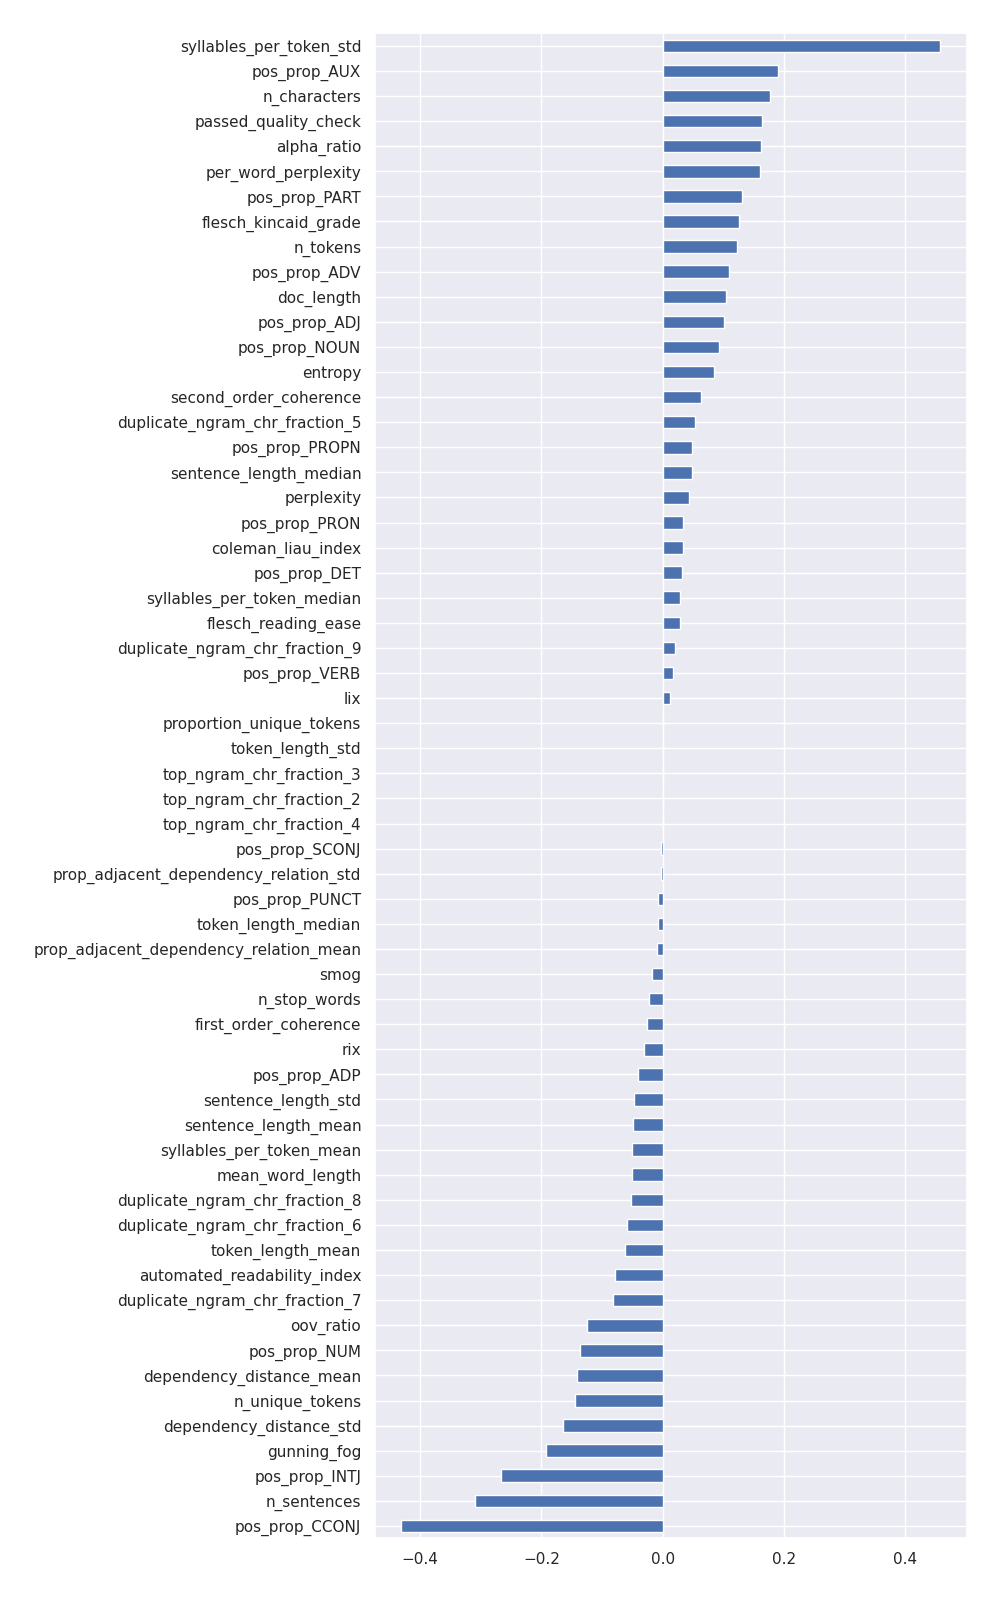 syllables_per_token_std
pos_prop_AUX
n_characters
passed_quality_check
alpha_ratio
per_word_perplexity
pos_prop_PART
flesch_kincaid_grade
n_tokens
pos_prop_ADV
doc_length
pos_prop_ADJ
pos_prop_NOUN
entropy
second_order_coherence
duplicate_ngram_chr_fraction_5
pos_prop_PROPN
sentence_length_median
perplexity
pos_prop_PRON
coleman_liau_index
pos_prop_DET
syllables_per_token_median
flesch_reading_ease
duplicate_ngram_chr_fraction_9
pos_prop_VERB
lix
proportion_unique_tokens
token_length_std
top_ngram_chr_fraction_3
top_ngram_chr_fraction_2
top_ngram_chr_fraction_4
pos_prop_SCONJ
prop_adjacent_dependency_relation_std
pos_prop_PUNCT
token_length_median
prop_adjacent_dependency_relation_mean
smog
n_stop_words
first_order_coherence
rix
pos_prop_ADP
sentence_length_std
sentence_length_mean
syllables_per_token_mean
mean_word_length
duplicate_ngram_chr_fraction_8
duplicate_ngram_chr_fraction_6
token_length_mean
automated_readability_index
duplicate_ngram_chr_fraction_7
oov_ratio
pos_prop_NUM
dependency_distance_mean
n_unique_tokens
dependency_distance_std
gunning_fog
pos_prop_INTJ
n_sentences
pos_prop_CCONJ
−0.4 −0.2 0.0 0.2 0.4